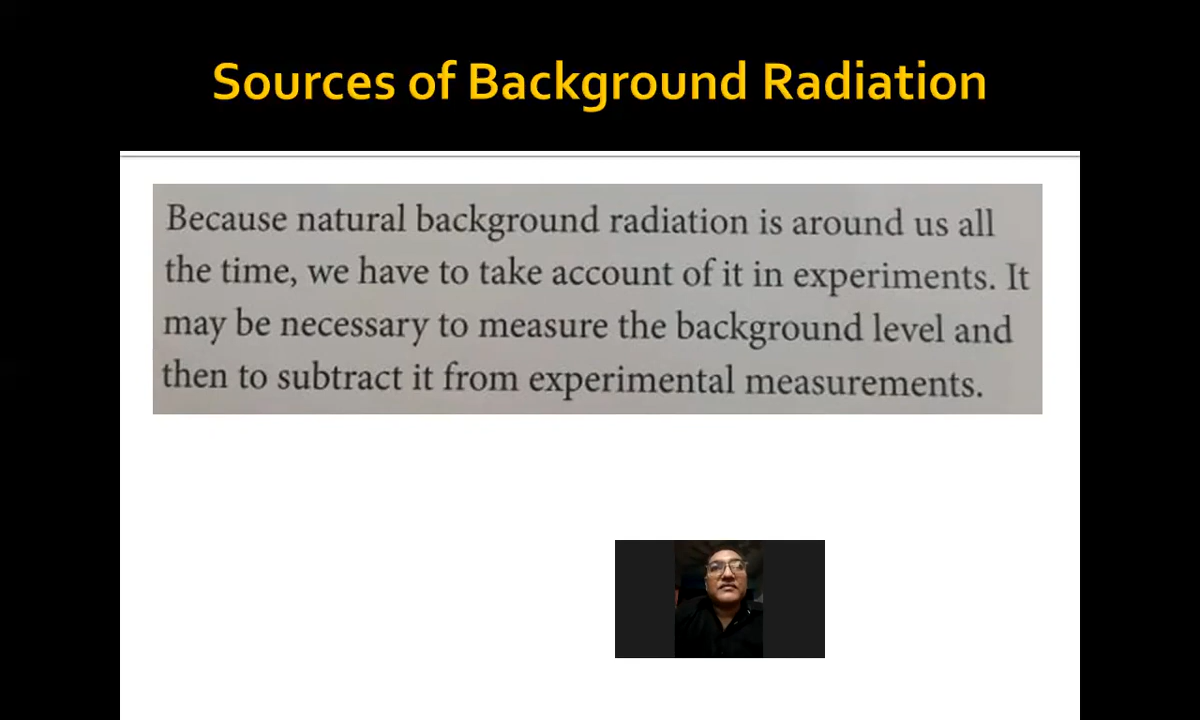 Sources of Background Radiation
Because natural background radiation is around us all
the time, we have to take account of it in experiments. It
may be necessary to measure the background level and
then to subtract it from experimental measurements.